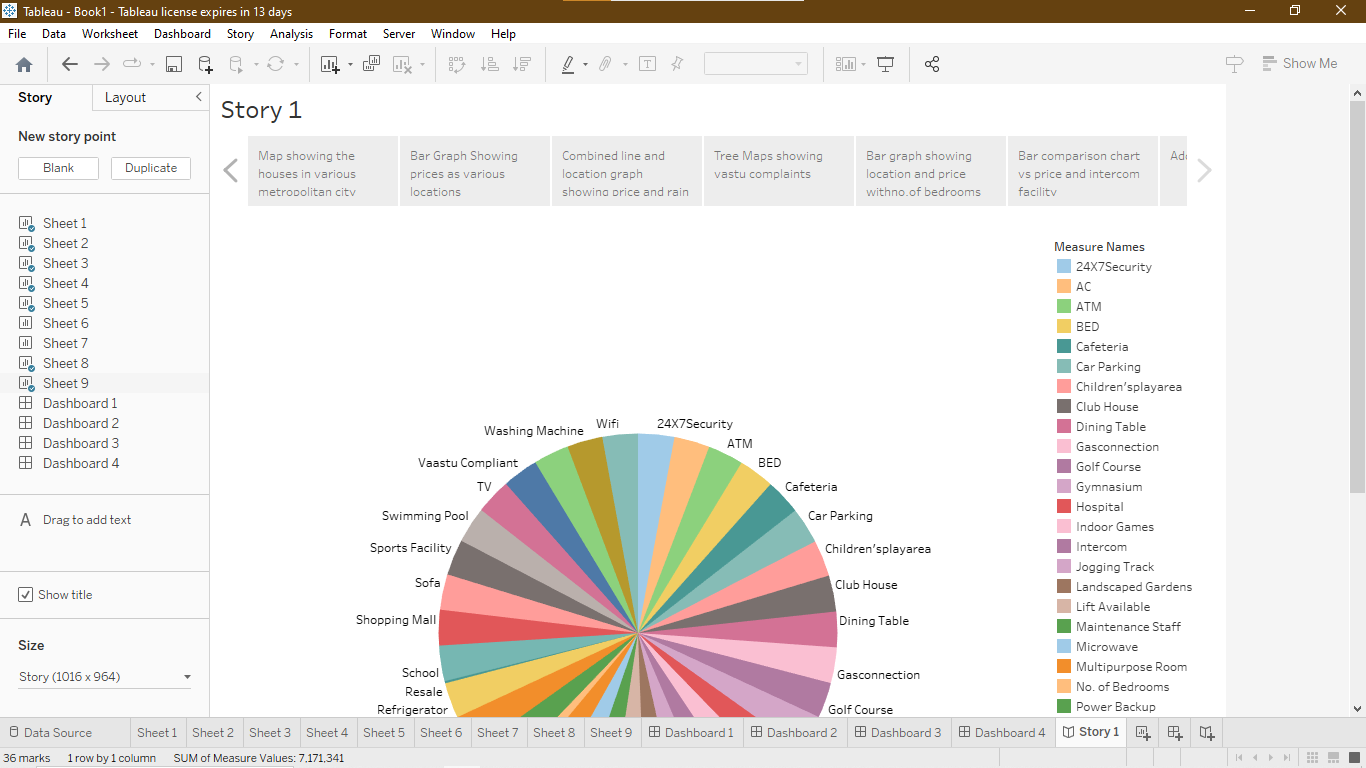 Tableau - Book1 - Tableau license expires in 13 days
File Data Worksheet Dashboard Story Analysis Format Server Window Help
Show Me
Story Layout
New story point
Blank Duplicate
Sheet 1
Sheet 2
Sheet 3
Sheet 4
Sheet 5
Sheet 6
Sheet 7
Sheet 8
Sheet 9
Dashboard 1
Dashboard 2
Dashboard 3
Dashboard 4
A Drag to add text
Show title
Size
Story (1016 x 964)
Story 1
Map showing the
houses in various
metropolitan city
Bar Graph Showing
prices as various
locations
Combined line and
location graph
showing price and rain
Tree Maps showing
vastu complaints
Bar graph showing
location and price
withno.of bedrooms
Bar comparison chart
vs price and intercom
facility
Wifi
24X7Security
Washing Machine
ATM
Vaastu Compliant
BED
TV
Cafeteria
Swimming Pool
Car Parking
Sports Facility
Children'splayarea
Sofa
Club House
Shopping Mall
Dining Table
School
Gasconnection
Resale
Refrigerator
Golf Course
Measure Names
24X7Security
AC
ATM
BED
Cafeteria
Car Parking
Children'splayarea
Club House
Dining Table
Gasconnection
Golf Course
Gymnasium
Hospital
Indoor Games
Intercom
Jogging Track
Landscaped Gardens
Lift Available
Maintenance Staff
Microwave
Multipurpose Room
No. of Bedrooms
Power Backup
Data Source Sheet 1 Sheet 2 Sheet 3 Sheet 4 Sheet 5 Sheet 6 Sheet 7 Sheet 8 Sheet 9 Dashboard 1 Dashboard 2 Dashboard 3 Dashboard 4 Story 1
36 marks 1 row by 1 column SUM of Measure Values: 7,171,341